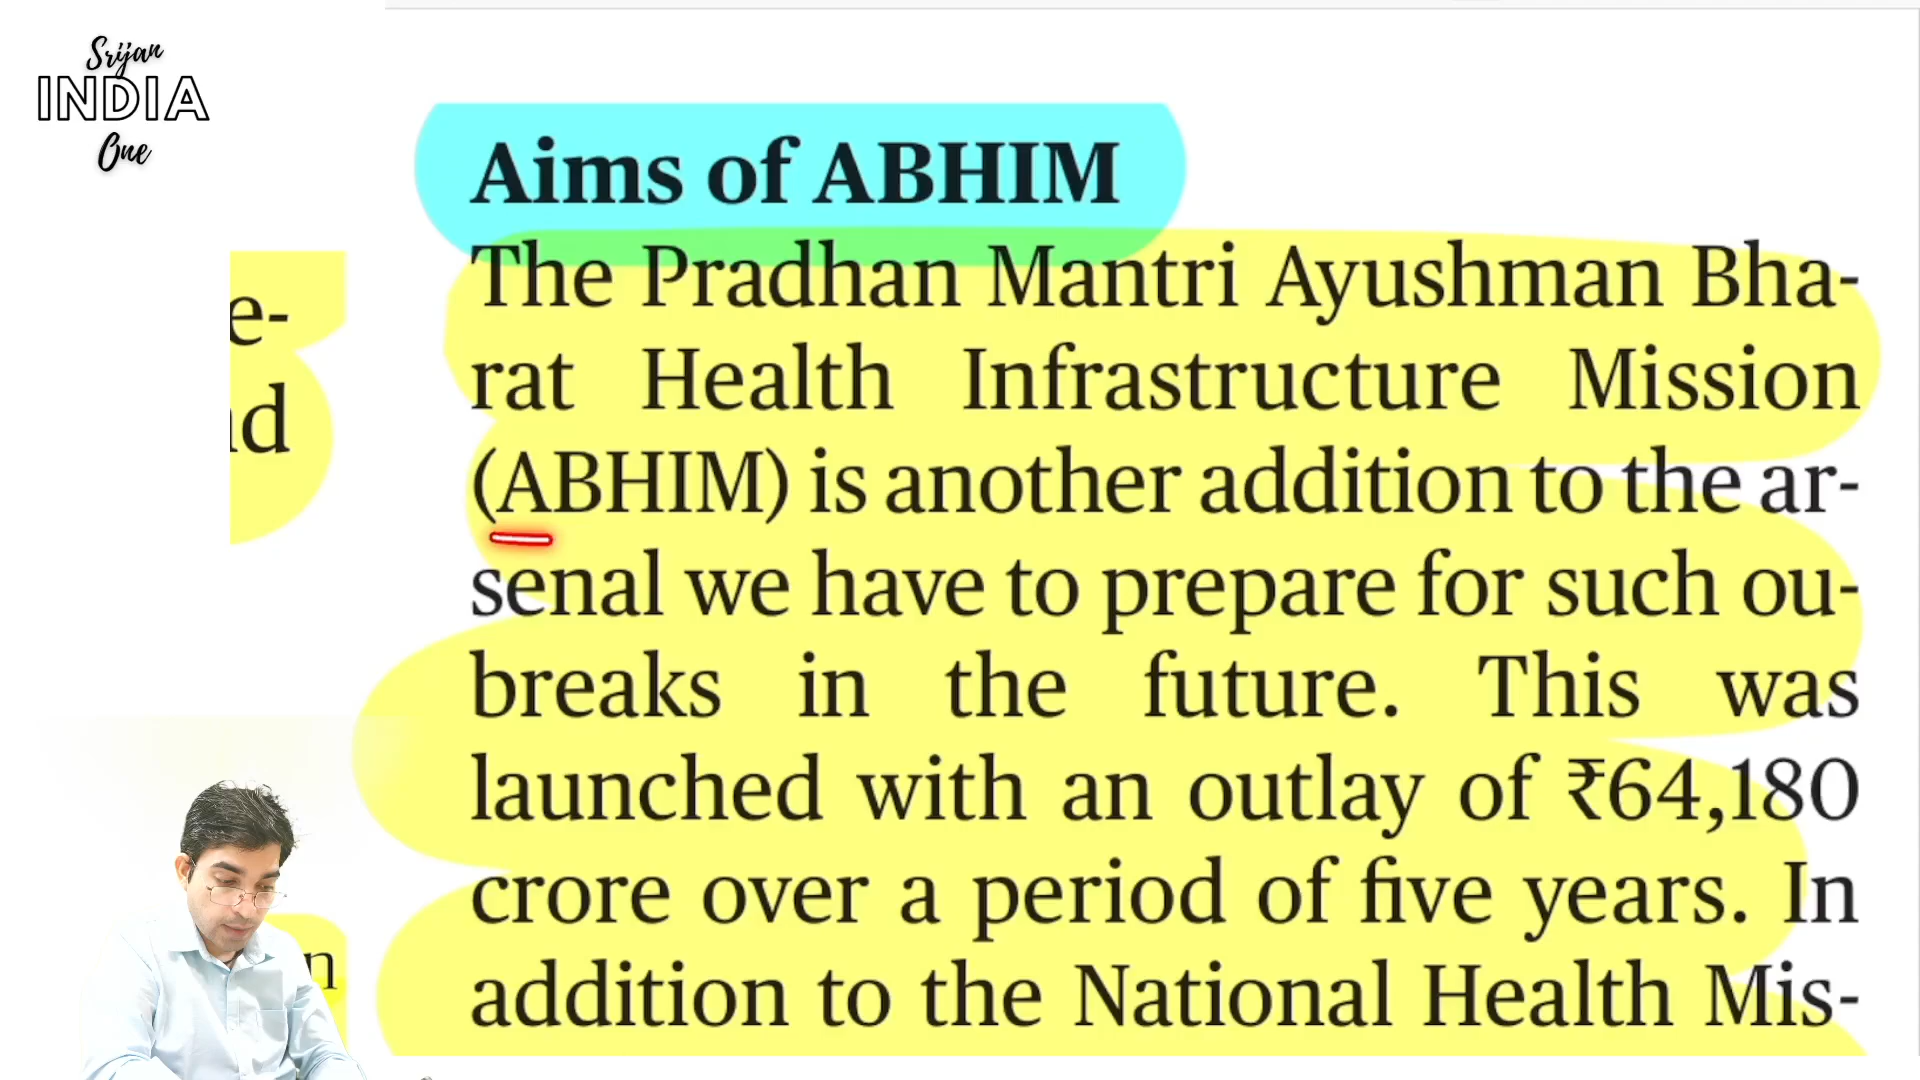 Srijan
INDIA
One
Aims of ABHIM
The Pradhan Mantri Ayushman Bha-
rat Health Infrastructure Mission
(ABHIM) is another addition to the ar-
senal we have to prepare for such ou-
breaks in the future. This was
launched with an outlay of ₹64,180
crore over a period of five years. In
addition to the National Health Mis-
e-
d
n